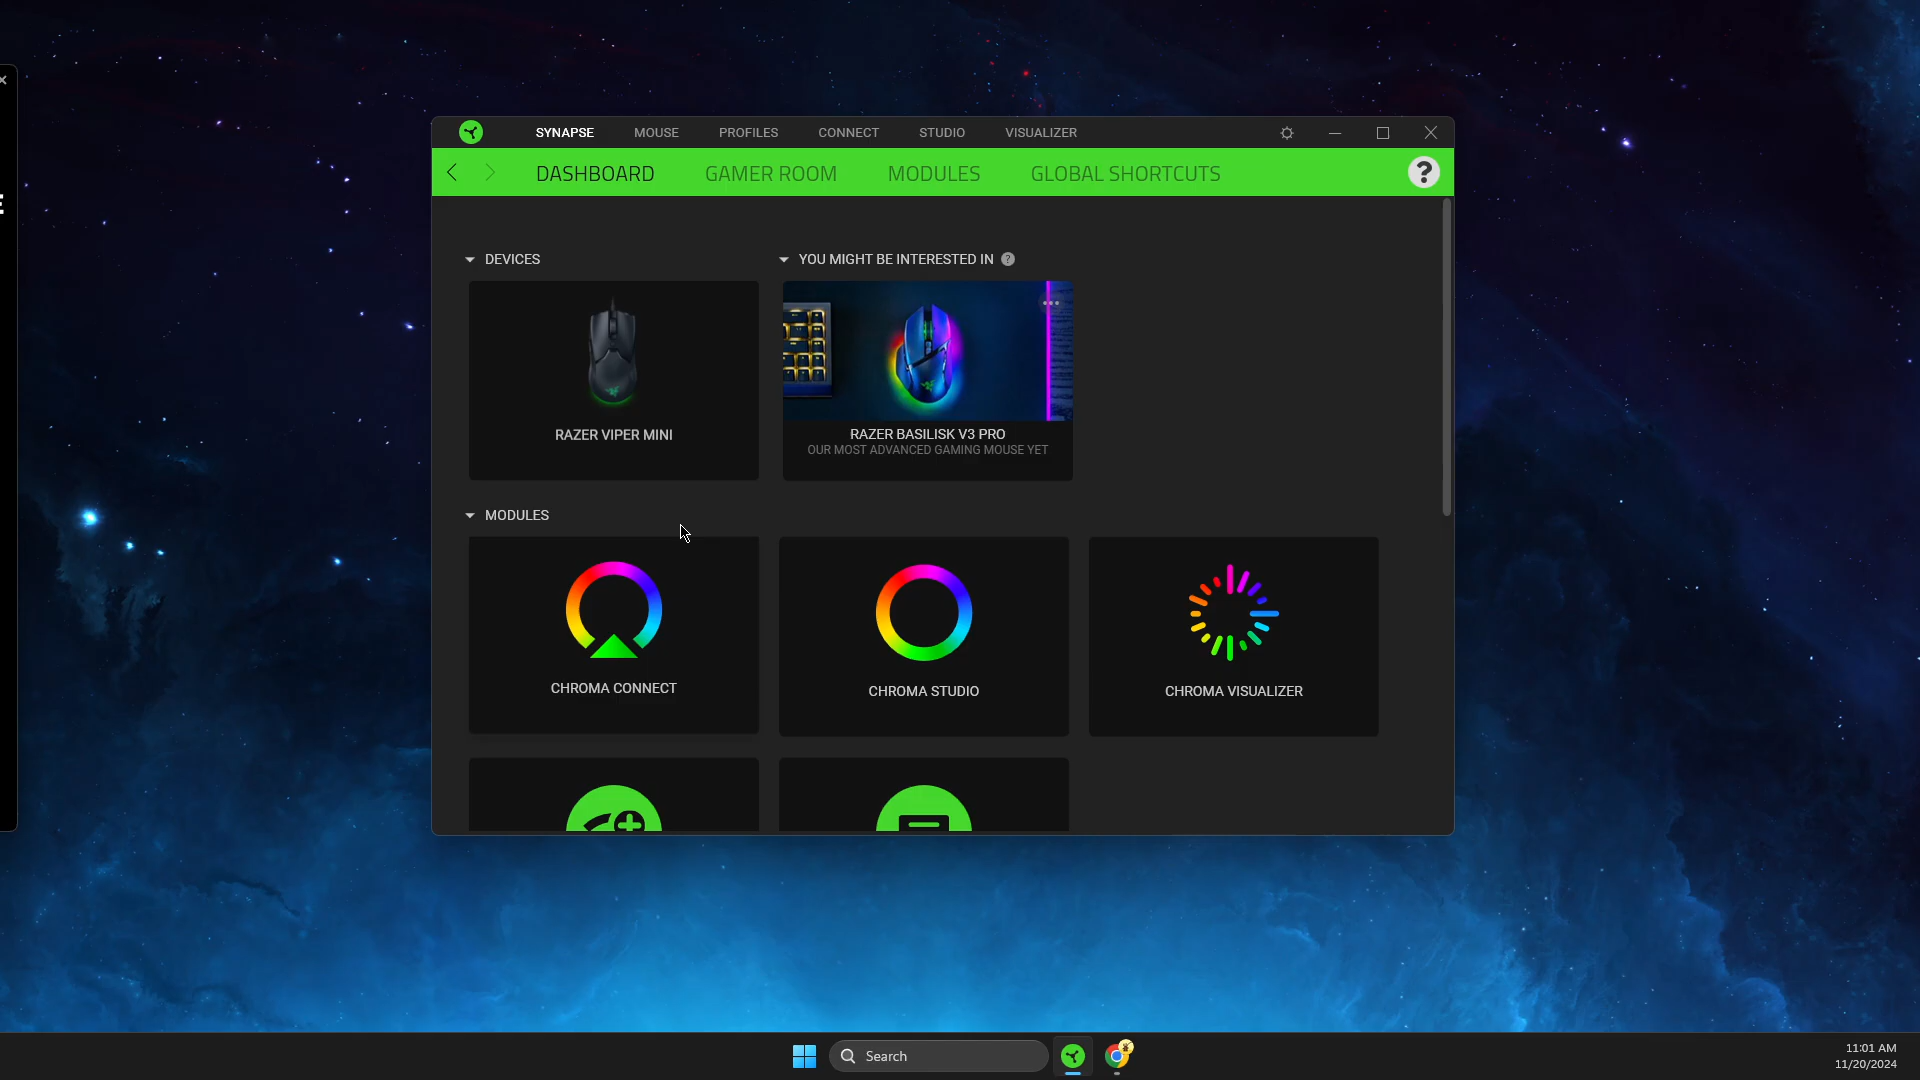 SYNAPSE MOUSE PROFILES CONNECT STUDIO VISUALIZER
DASHBOARD GAMER ROOM MODULES GLOBAL SHORTCUTS ?
DEVICES
YOU MIGHT BE INTERESTED IN ?
RAZER VIPER MINI
RAZER BASILISK V3 PRO
OUR MOST ADVANCED GAMING MOUSE YET
MODULES
CHROMA CONNECT
CHROMA STUDIO
CHROMA VISUALIZER
Search
11:01 AM
11/20/2024